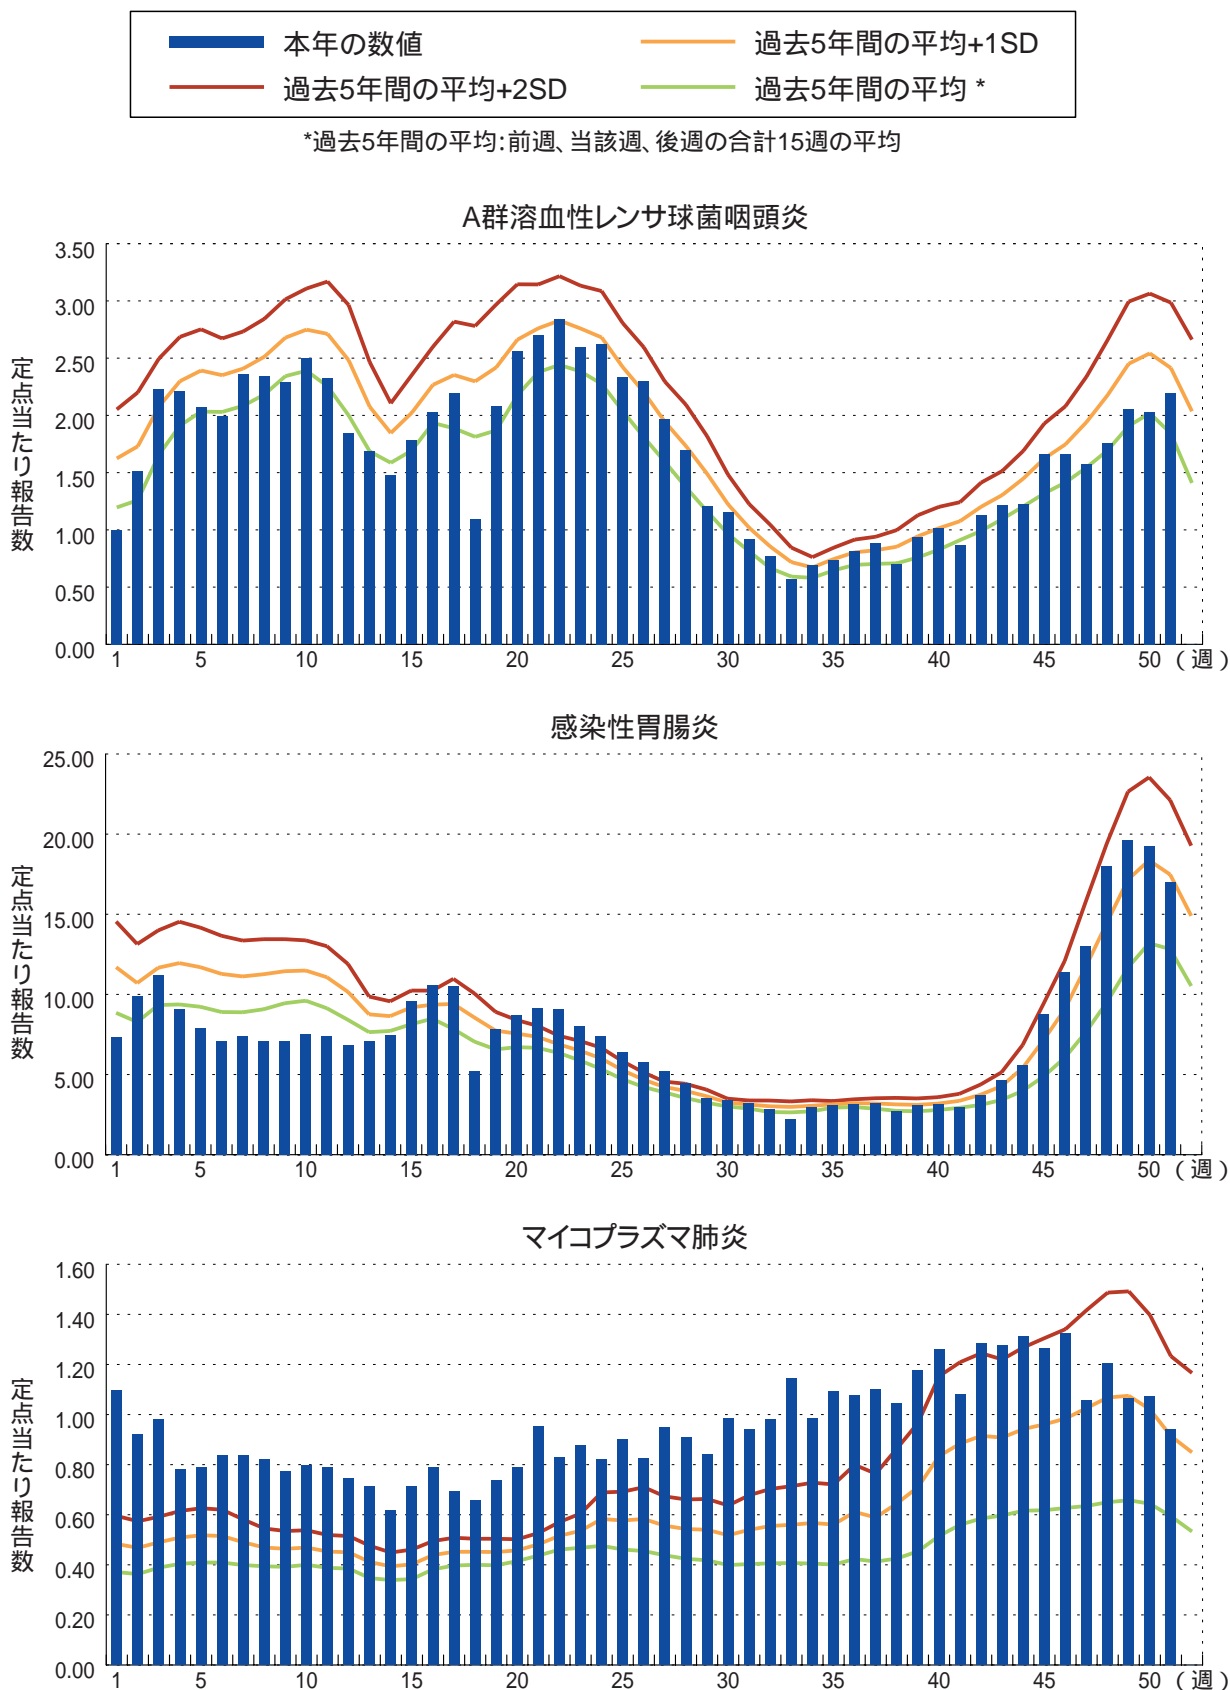 本年の数値
過去5年間の平均+1SD
過去5年間の平均+2SD
過去5年間の平均 *
*過去5年間の平均:前週、当該週、後週の合計15週の平均
A群溶血性レンサ球菌咽頭炎
定点当たり報告数
3.50
3.00
2.50
2.00
1.50
1.00
0.50
0.00
1 5 10 15 20 25 30 35 40 45 50 (週)
感染性胃腸炎
定点当たり報告数
25.00
20.00
15.00
10.00
5.00
0.00
1 5 10 15 20 25 30 35 40 45 50 (週)
マイコプラズマ肺炎
定点当たり報告数
1.60
1.40
1.20
1.00
0.80
0.60
0.40
0.20
0.00
1 5 10 15 20 25 30 35 40 45 50 (週)